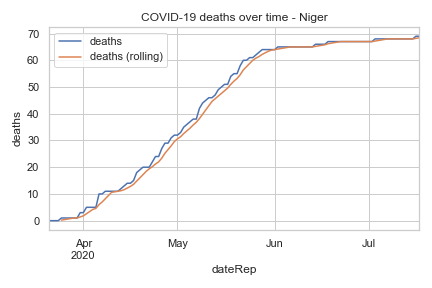 COVID-19 deaths over time - Niger
deaths
deaths (rolling)
70
60
50
40
30
20
10
0
deaths
Apr
2020
May
Jun
Jul
dateRep